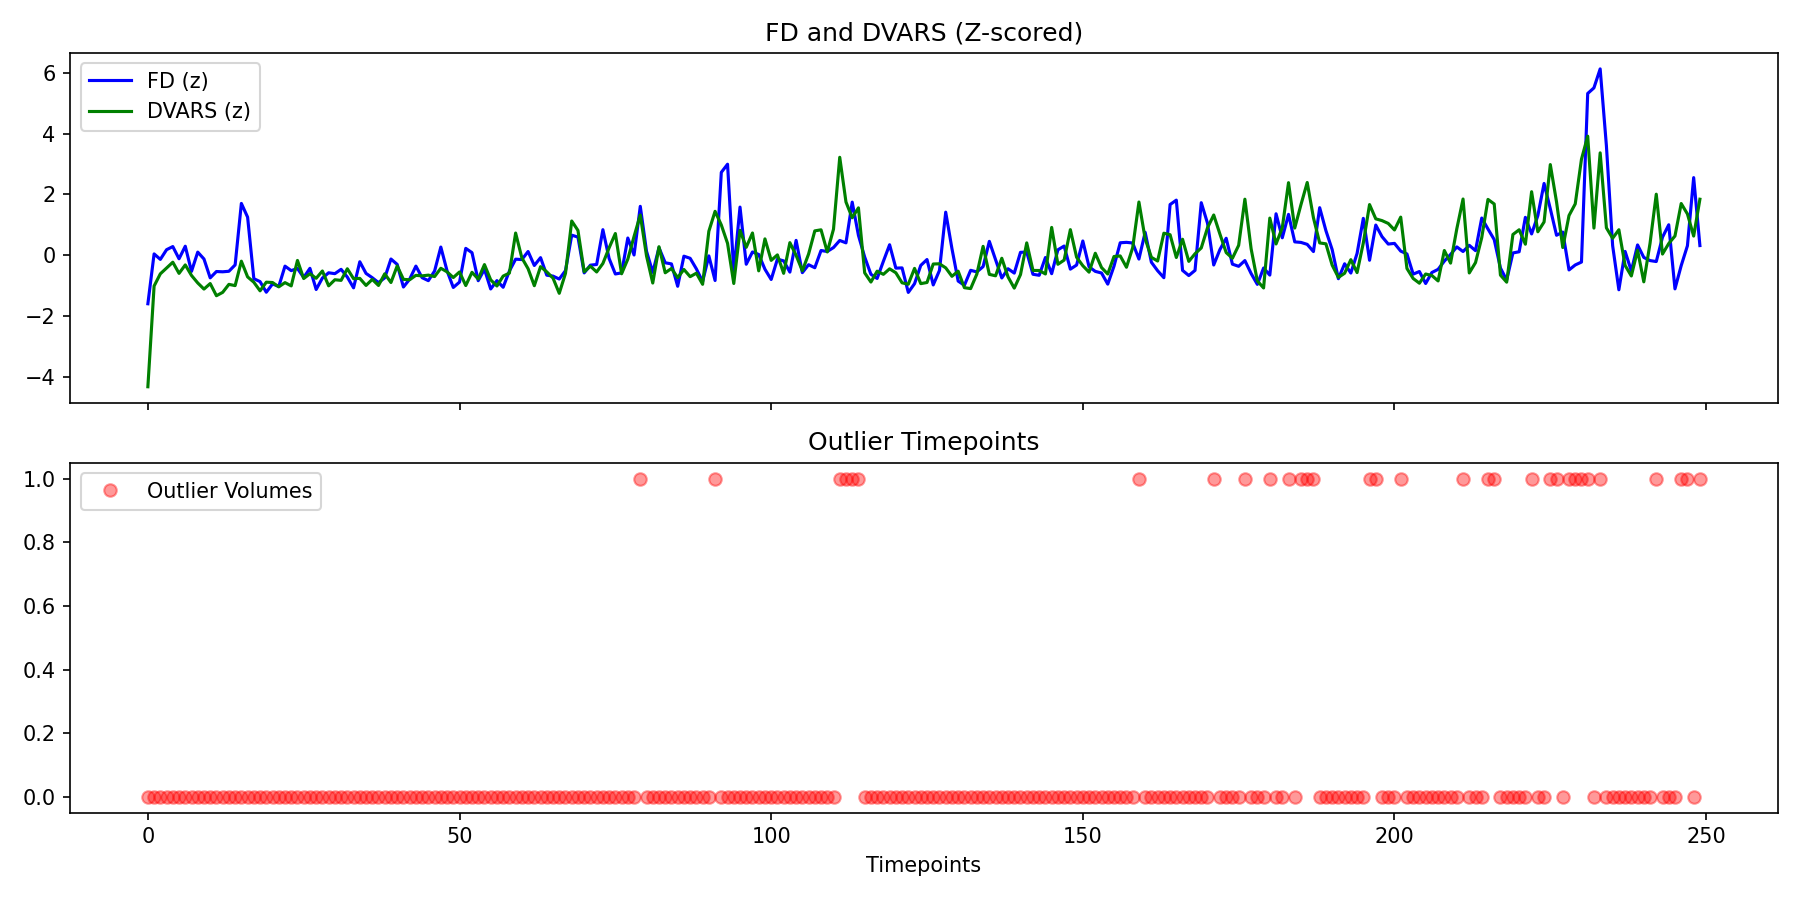 FD and DVARS (Z-scored)
FD (z)
DVARS (z)
6
4
2
0
−2
−4
Outlier Timepoints
Outlier Volumes
1.0
0.8
0.6
0.4
0.2
0.0
0 50 100 150 200 250
Timepoints